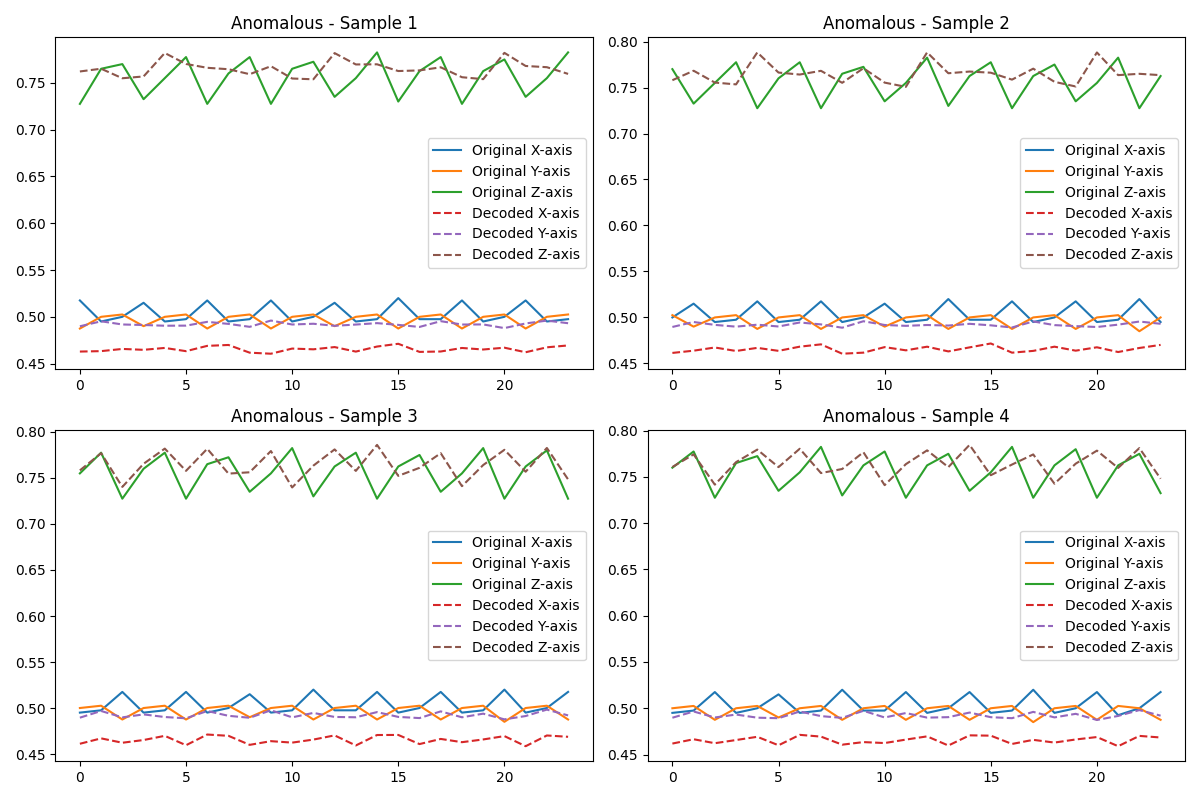 Anomalous - Sample 1
0.75
0.70
0.65
0.60
0.55
0.50
0.45
Original X-axis
Original Y-axis
Original Z-axis
Decoded X-axis
Decoded Y-axis
Decoded Z-axis
0 5 10 15 20
Anomalous - Sample 2
0.80
0.75
0.70
0.65
0.60
0.55
0.50
0.45
Original X-axis
Original Y-axis
Original Z-axis
Decoded X-axis
Decoded Y-axis
Decoded Z-axis
0 5 10 15 20
Anomalous - Sample 3
0.80
0.75
0.70
0.65
0.60
0.55
0.50
0.45
Original X-axis
Original Y-axis
Original Z-axis
Decoded X-axis
Decoded Y-axis
Decoded Z-axis
0 5 10 15 20
Anomalous - Sample 4
0.80
0.75
0.70
0.65
0.60
0.55
0.50
0.45
Original X-axis
Original Y-axis
Original Z-axis
Decoded X-axis
Decoded Y-axis
Decoded Z-axis
0 5 10 15 20